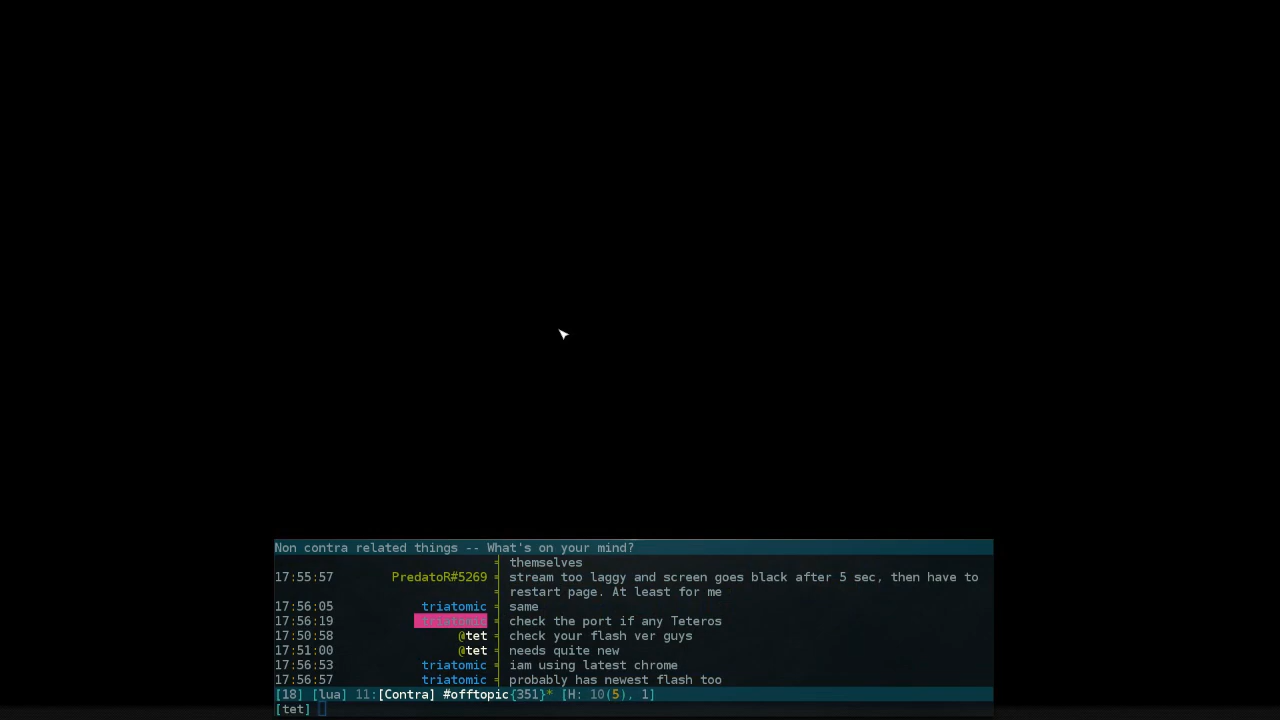 Non contra related things -- What's on your mind?
themselves
17:55:57 PredatoR#5269 stream too laggy and screen goes black after 5 sec, then have to
restart page. At least for me
17:56:05 triatomic same
17:56:19 triatomic check the port if any Teteros
17:50:58 @tet check your flash ver guys
17:51:00 @tet needs quite new
17:56:53 triatomic iam using latest chrome
17:56:57 triatomic probably has newest flash too
[18] [lua] 11:[Contra] #offtopic{351}* [H: 10(5), 1]
[tet]